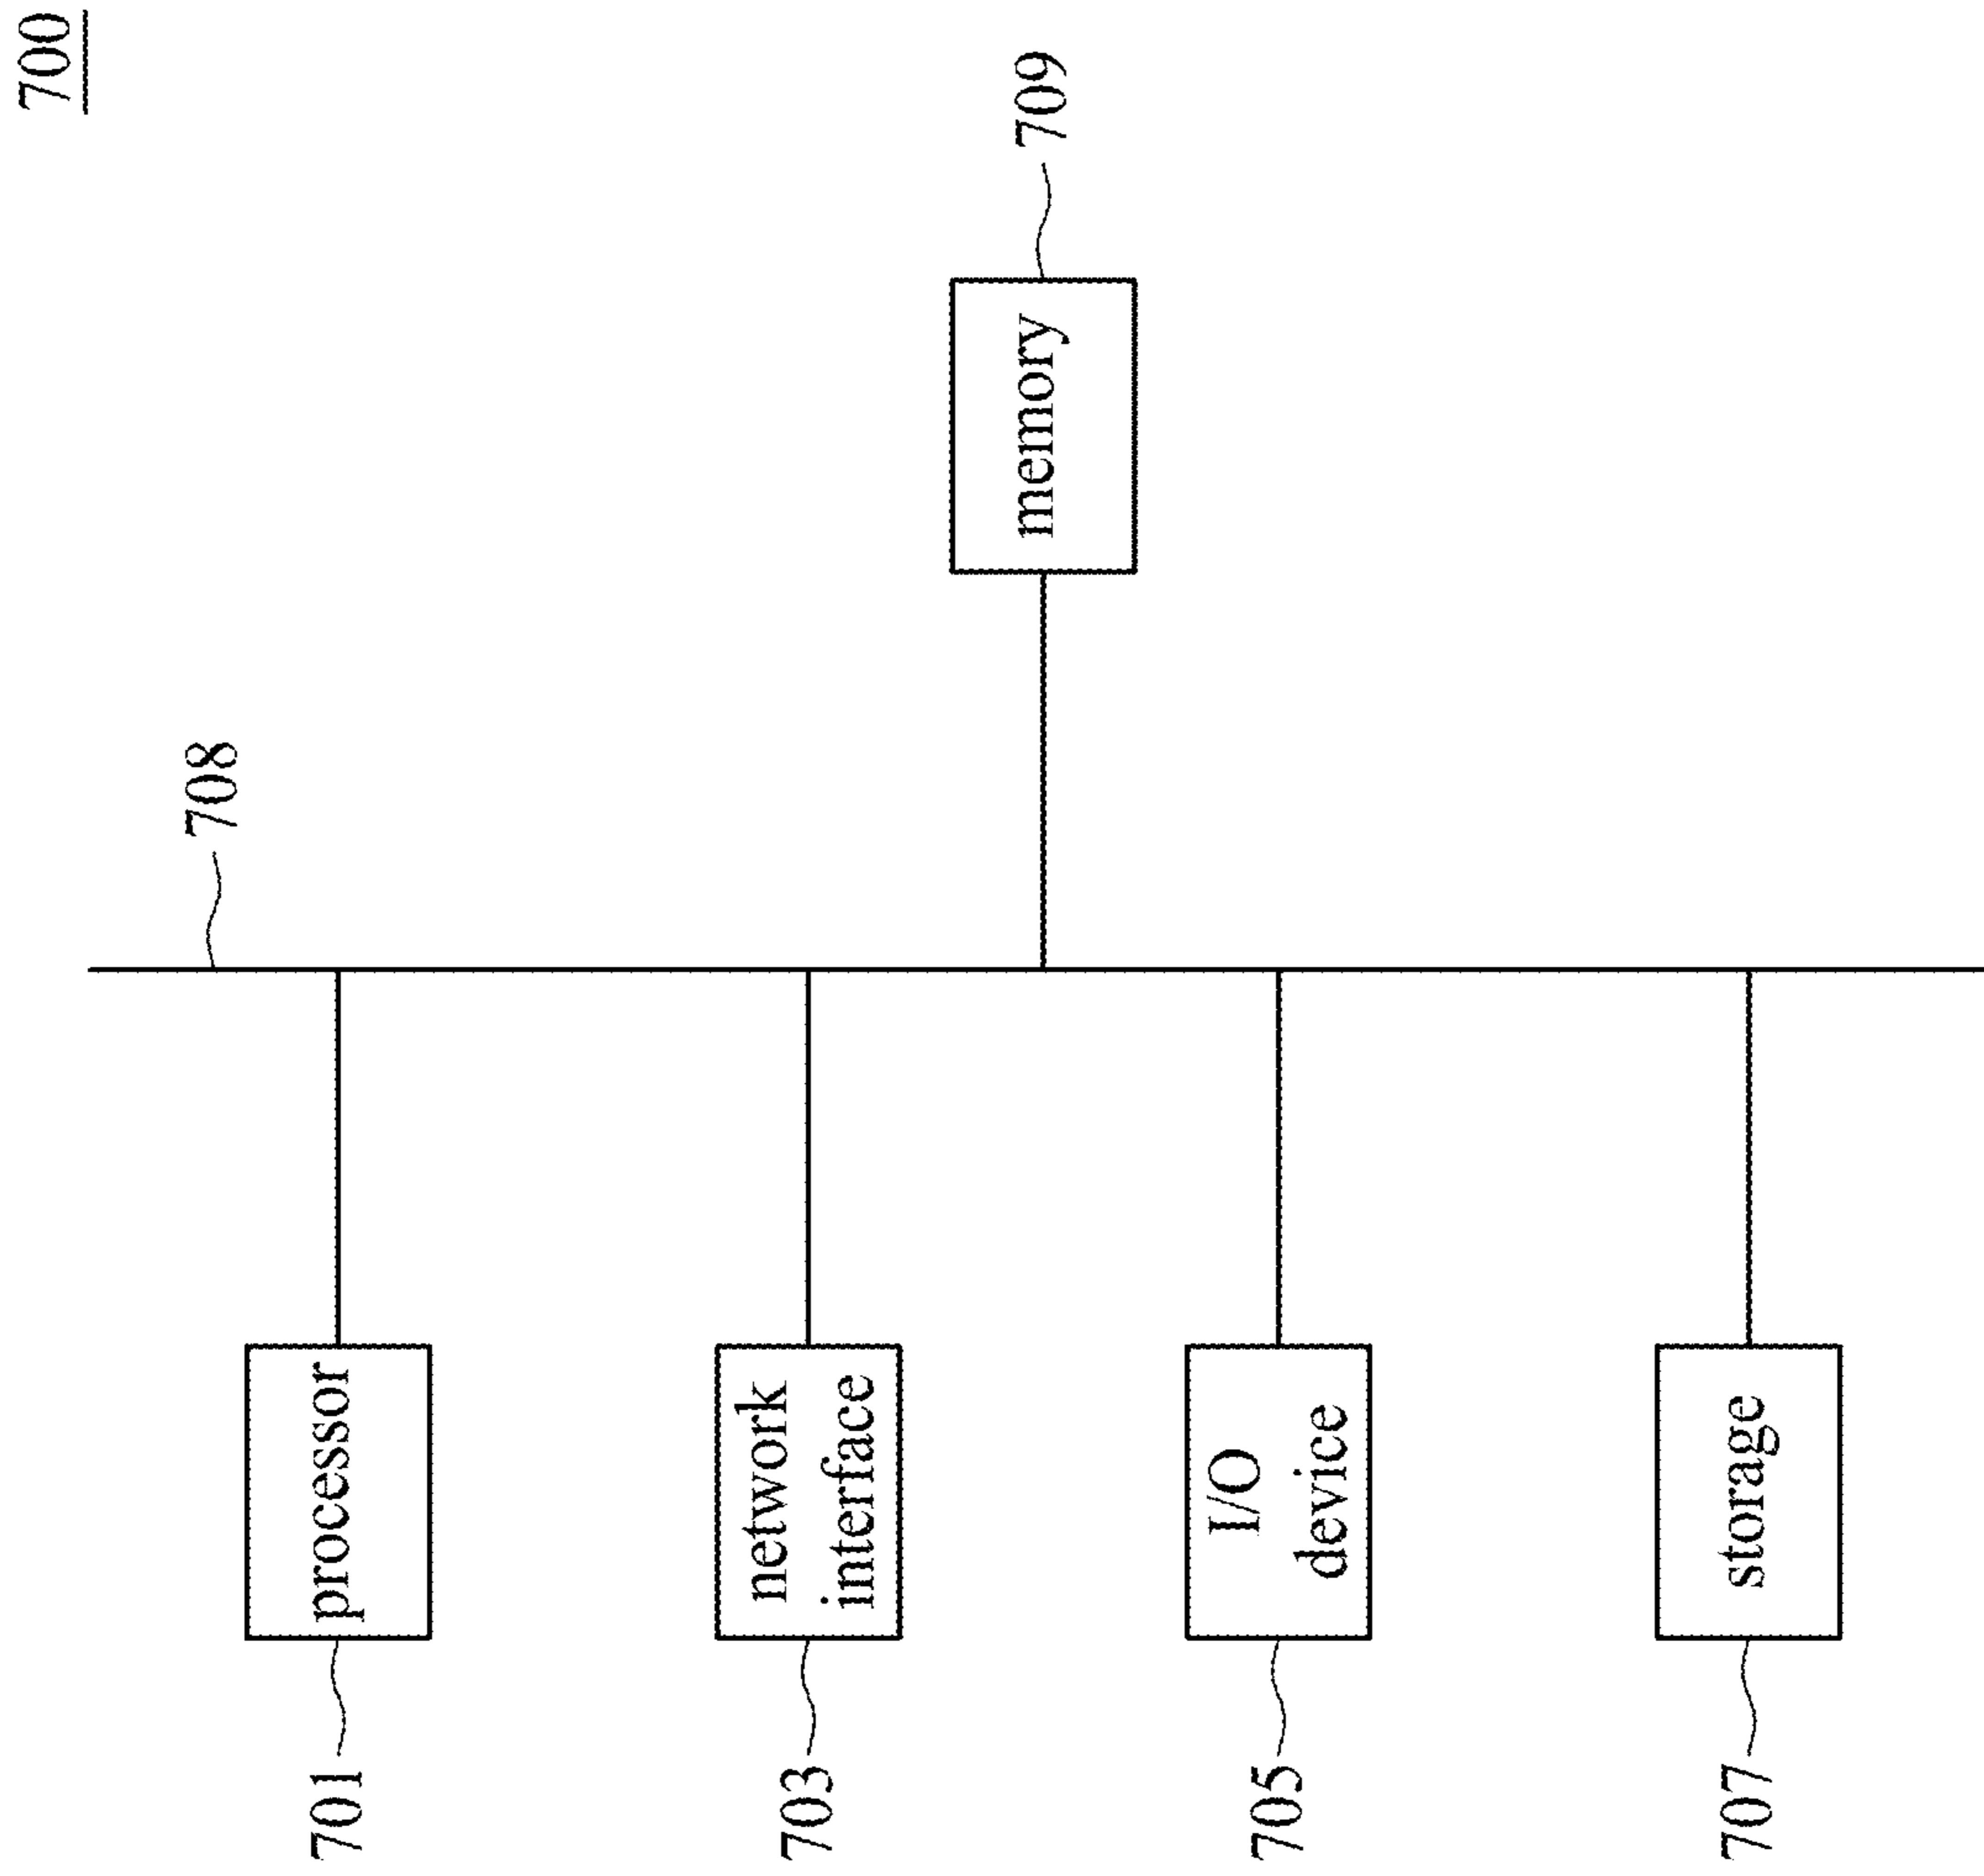 700
701
processor
708
703
network
interface
memory
709
705
I/O
device
707
storage